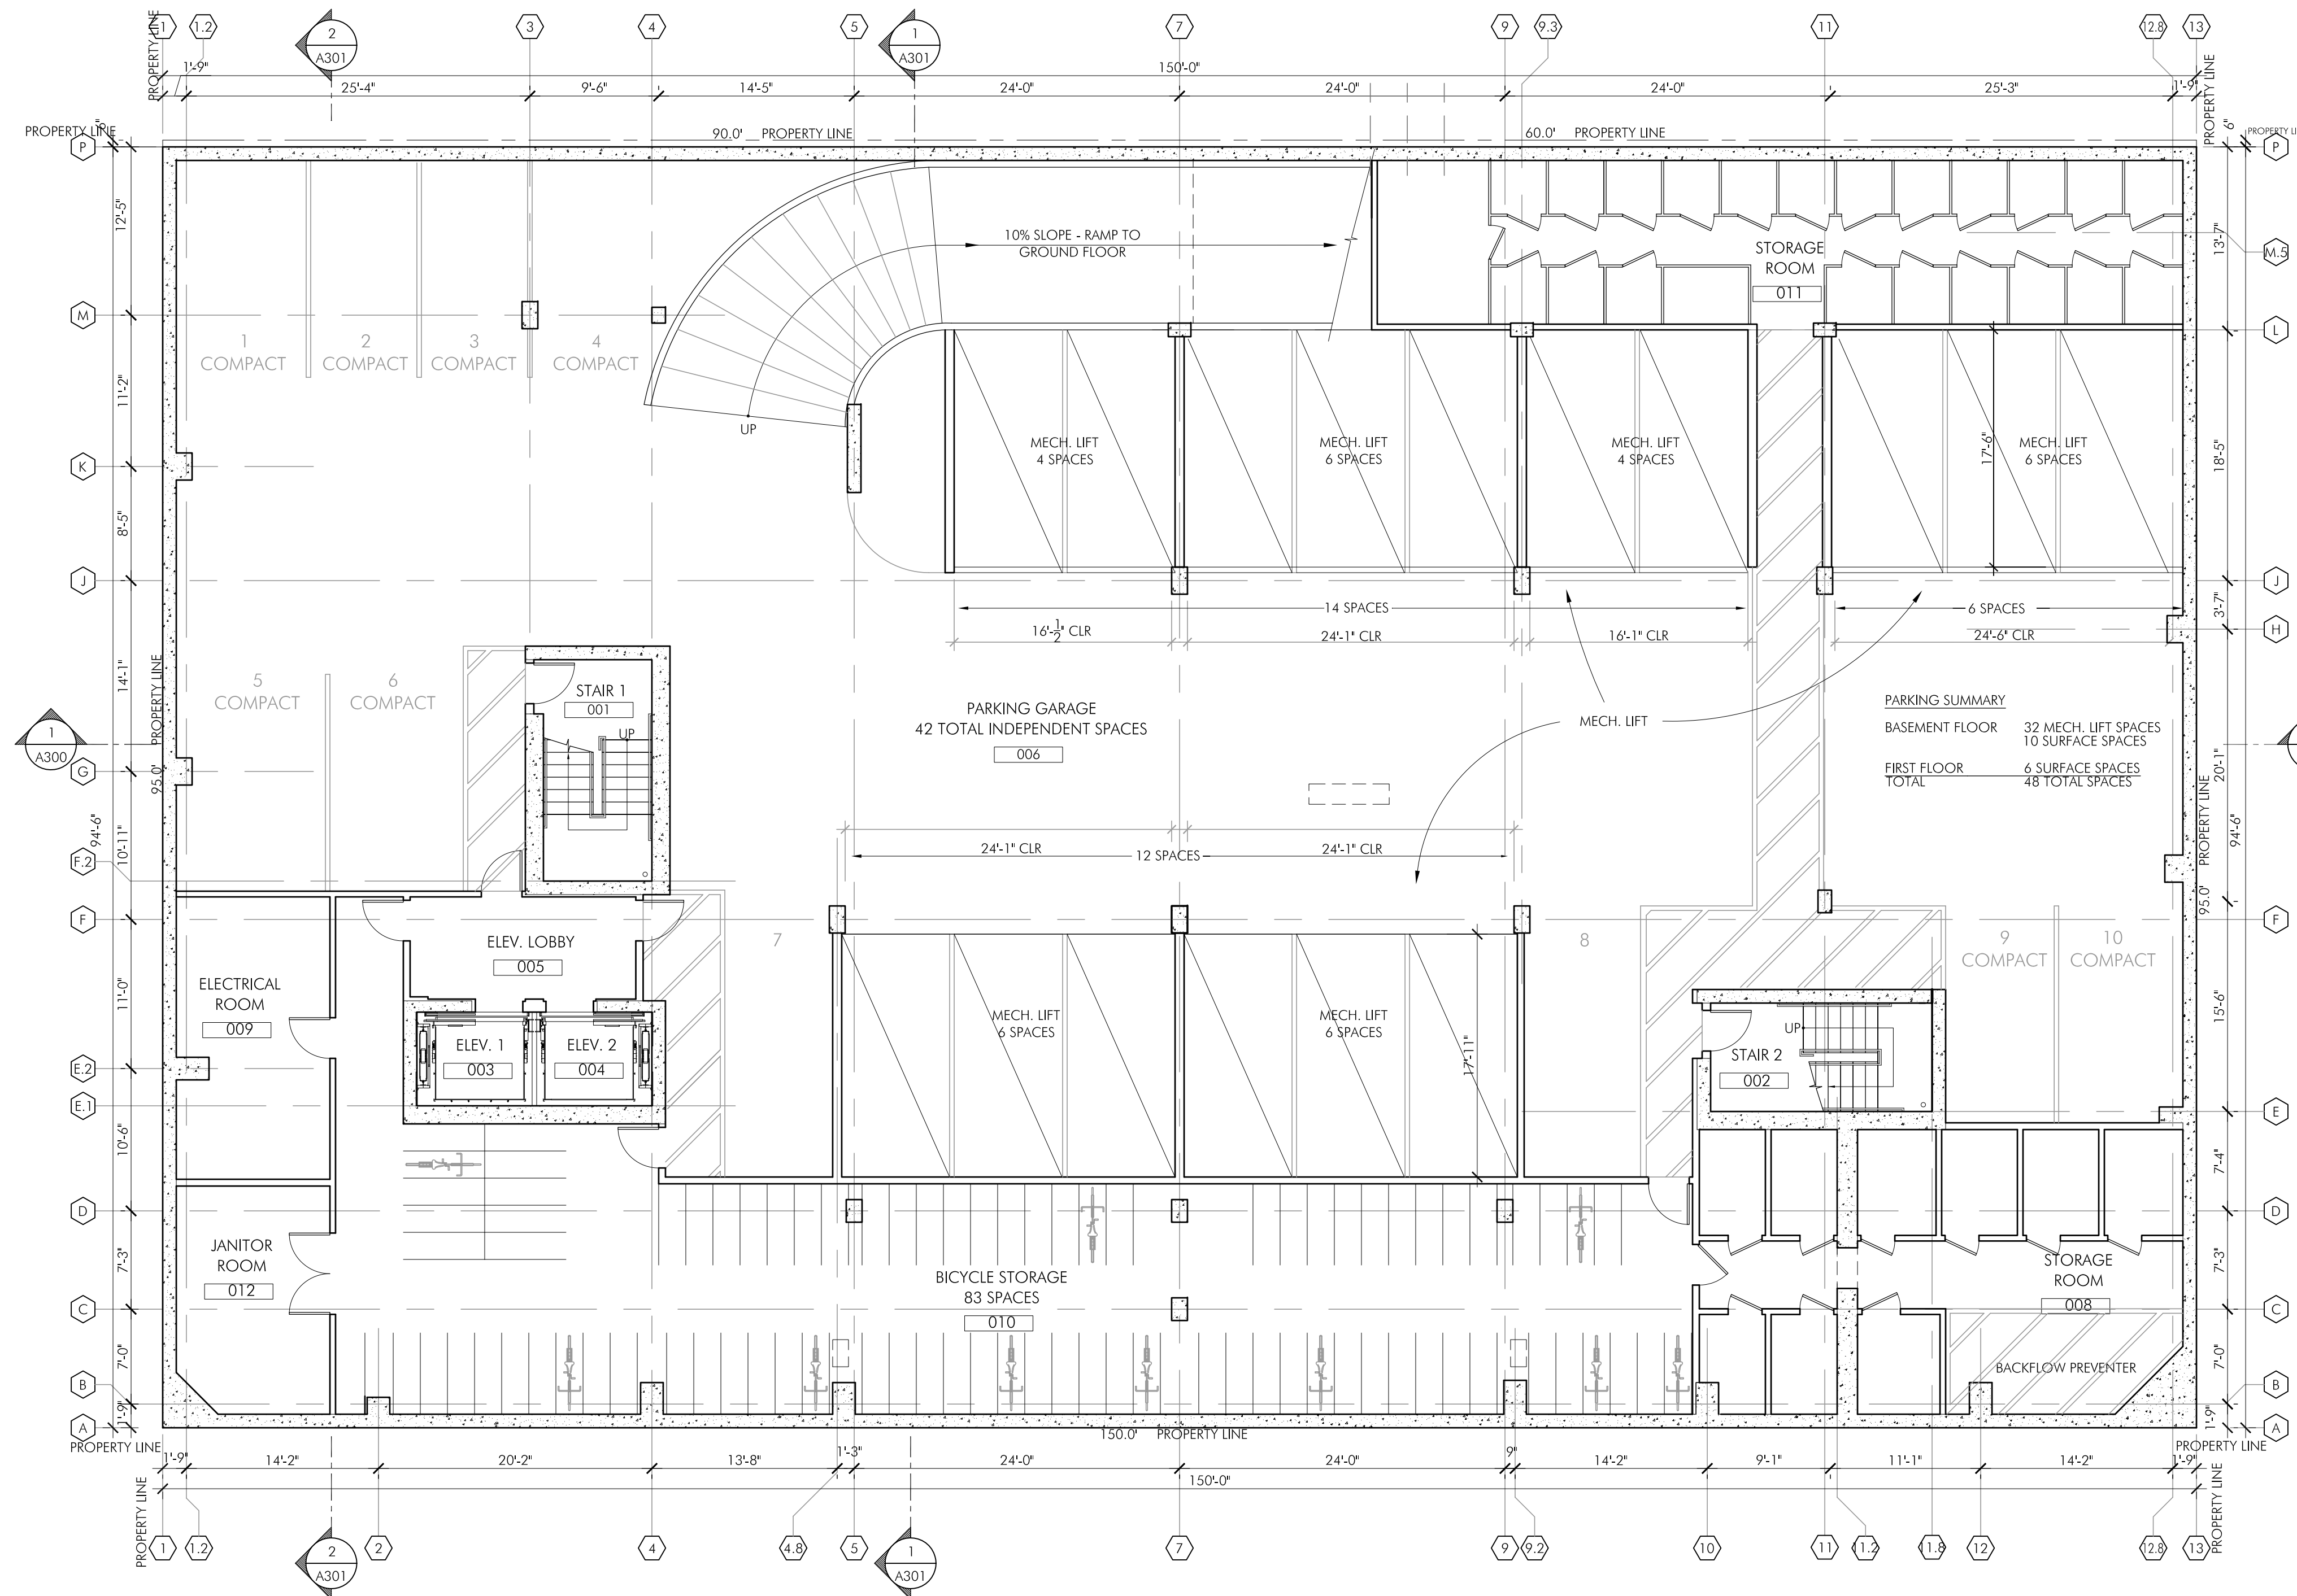 1
1.2
2
A301
3
4
5
1
A301
7
9
9.3
11
12.8
13
PROPERTY LINE
PROPERTY LINE
1'-9"
150'-0"
25'-4"
9'-6"
14'-5"
24'-0"
24'-0"
24'-0"
25'-3"
1'-9"
PROPERTY LINE
6"
90.0' PROPERTY LINE
60.0' PROPERTY LINE
6"
P
P
12'-5"
10% SLOPE - RAMP TO
GROUND FLOOR
STORAGE
ROOM
011
13'-7"
M.5
M
L
1
COMPACT
2
COMPACT
3
COMPACT
4
COMPACT
11'-2"
UP
MECH. LIFT
4 SPACES
MECH. LIFT
6 SPACES
MECH. LIFT
4 SPACES
17'-6"
MECH. LIFT
6 SPACES
18'-5"
K
8'-5"
J
J
14 SPACES
6 SPACES
3'-7"
16'-1/2" CLR
24'-1" CLR
16'-1" CLR
24'-6" CLR
H
14'-1"
PROPERTY LINE
95.0'
5
COMPACT
6
COMPACT
STAIR 1
001
UP
PARKING GARAGE
42 TOTAL INDEPENDENT SPACES
006
MECH. LIFT
PARKING SUMMARY
BASEMENT FLOOR 32 MECH. LIFT SPACES
10 SURFACE SPACES
FIRST FLOOR 6 SURFACE SPACES
TOTAL 48 TOTAL SPACES
1
A300
G
20'-1"
PROPERTY LINE
95.0'
94'-6"
94'-6"
10'-11"
F.2
24'-1" CLR
12 SPACES
24'-1" CLR
F
F
7
8
9
COMPACT
10
COMPACT
ELEV. LOBBY
005
ELECTRICAL
ROOM
009
11'-0"
MECH. LIFT
6 SPACES
MECH. LIFT
6 SPACES
17'-11"
15'-6"
ELEV. 1
003
ELEV. 2
004
UP
STAIR 2
002
E.2
E.1
E
10'-6"
7'-4"
D
D
JANITOR
ROOM
012
7'-3"
BICYCLE STORAGE
83 SPACES
010
STORAGE
ROOM
008
7'-3"
C
C
7'-0"
BACKFLOW PREVENTER
7'-0"
B
B
1'-9"
1'-9"
A
A
PROPERTY LINE
150.0' PROPERTY LINE
PROPERTY LINE
1'-9"
14'-2"
20'-2"
13'-8"
1'-3"
24'-0"
24'-0"
9"
14'-2"
9'-1"
11'-1"
14'-2"
1'-9"
150'-0"
PROPERTY LINE
PROPERTY LINE
1
1.2
2
A301
2
4
4.8
5
1
A301
7
9
9.2
10
11
11.2
11.8
12
12.8
13